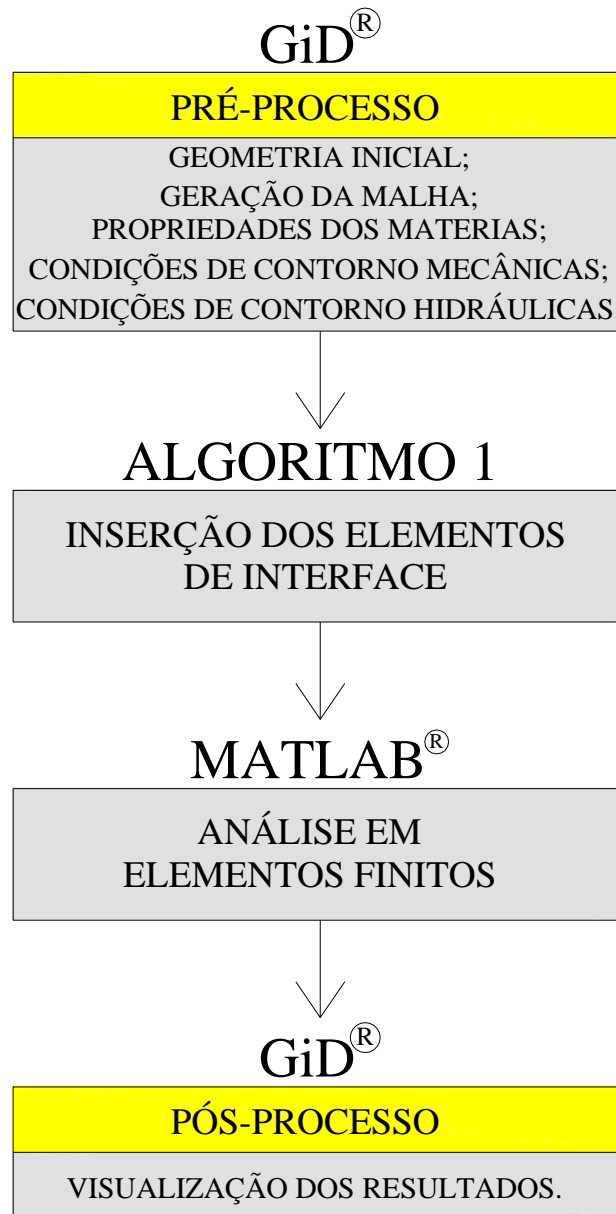 GiD®
PRÉ-PROCESSO
GEOMETRIA INICIAL;
GERAÇÃO DA MALHA;
PROPRIEDADES DOS MATERIAS;
CONDIÇÕES DE CONTORNO MECÂNICAS;
CONDIÇÕES DE CONTORNO HIDRÁULICAS
ALGORITMO 1
INSERÇÃO DOS ELEMENTOS
DE INTERFACE
MATLAB®
ANÁLISE EM
ELEMENTOS FINITOS
GiD®
PÓS-PROCESSO
VISUALIZAÇÃO DOS RESULTADOS.